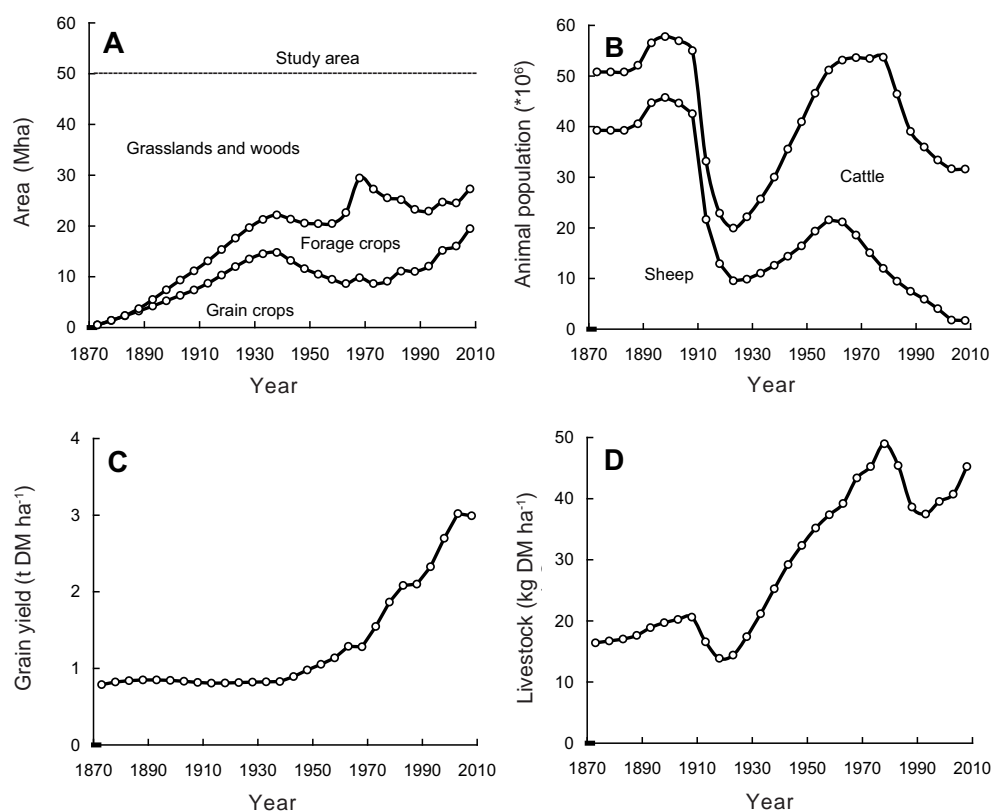 A
Area (Mha)
60
50
40
30
20
10
0
Study area
Grasslands and woods
Forage crops
Grain crops
1870 1890 1910 1930 1950 1970 1990 2010
Year
B
Animal population (*10⁶)
60
50
40
30
20
10
0
Cattle
Sheep
1870 1890 1910 1930 1950 1970 1990 2010
Year
C
Grain yield (t DM ha⁻¹)
4
3
2
1
0
1870 1890 1910 1930 1950 1970 1990 2010
Year
D
Livestock (kg DM ha⁻¹)
50
40
30
20
10
0
1870 1890 1910 1930 1950 1970 1990 2010
Year